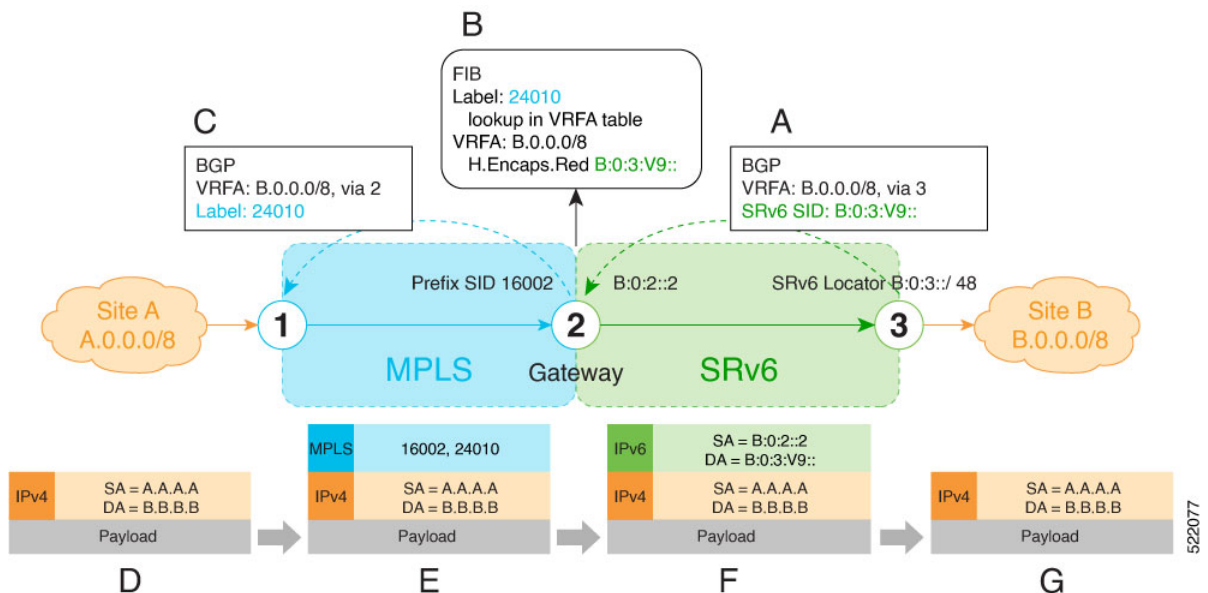 B
FIB
Label: 24010
lookup in VRFA table
VRFA: B.0.0.0/8
H.Encaps.Red B:0:3:V9::
C
BGP
VRFA: B.0.0.0/8, via 2
Label: 24010
A
BGP
VRFA: B.0.0.0/8, via 3
SRv6 SID: B:0:3:V9::
Prefix SID 16002
B:0:2::2
SRv6 Locator B:0:3::/ 48
Site A
A.0.0.0/8
1
2
3
Site B
B.0.0.0/8
MPLS
Gateway
SRv6
IPv4
SA = A.A.A.A
DA = B.B.B.B
Payload
D
MPLS
16002, 24010
IPv4
SA = A.A.A.A
DA = B.B.B.B
Payload
E
IPv6
SA = B:0:2::2
DA = B:0:3:V9::
IPv4
SA = A.A.A.A
DA = B.B.B.B
Payload
F
IPv4
SA = A.A.A.A
DA = B.B.B.B
Payload
G
522077